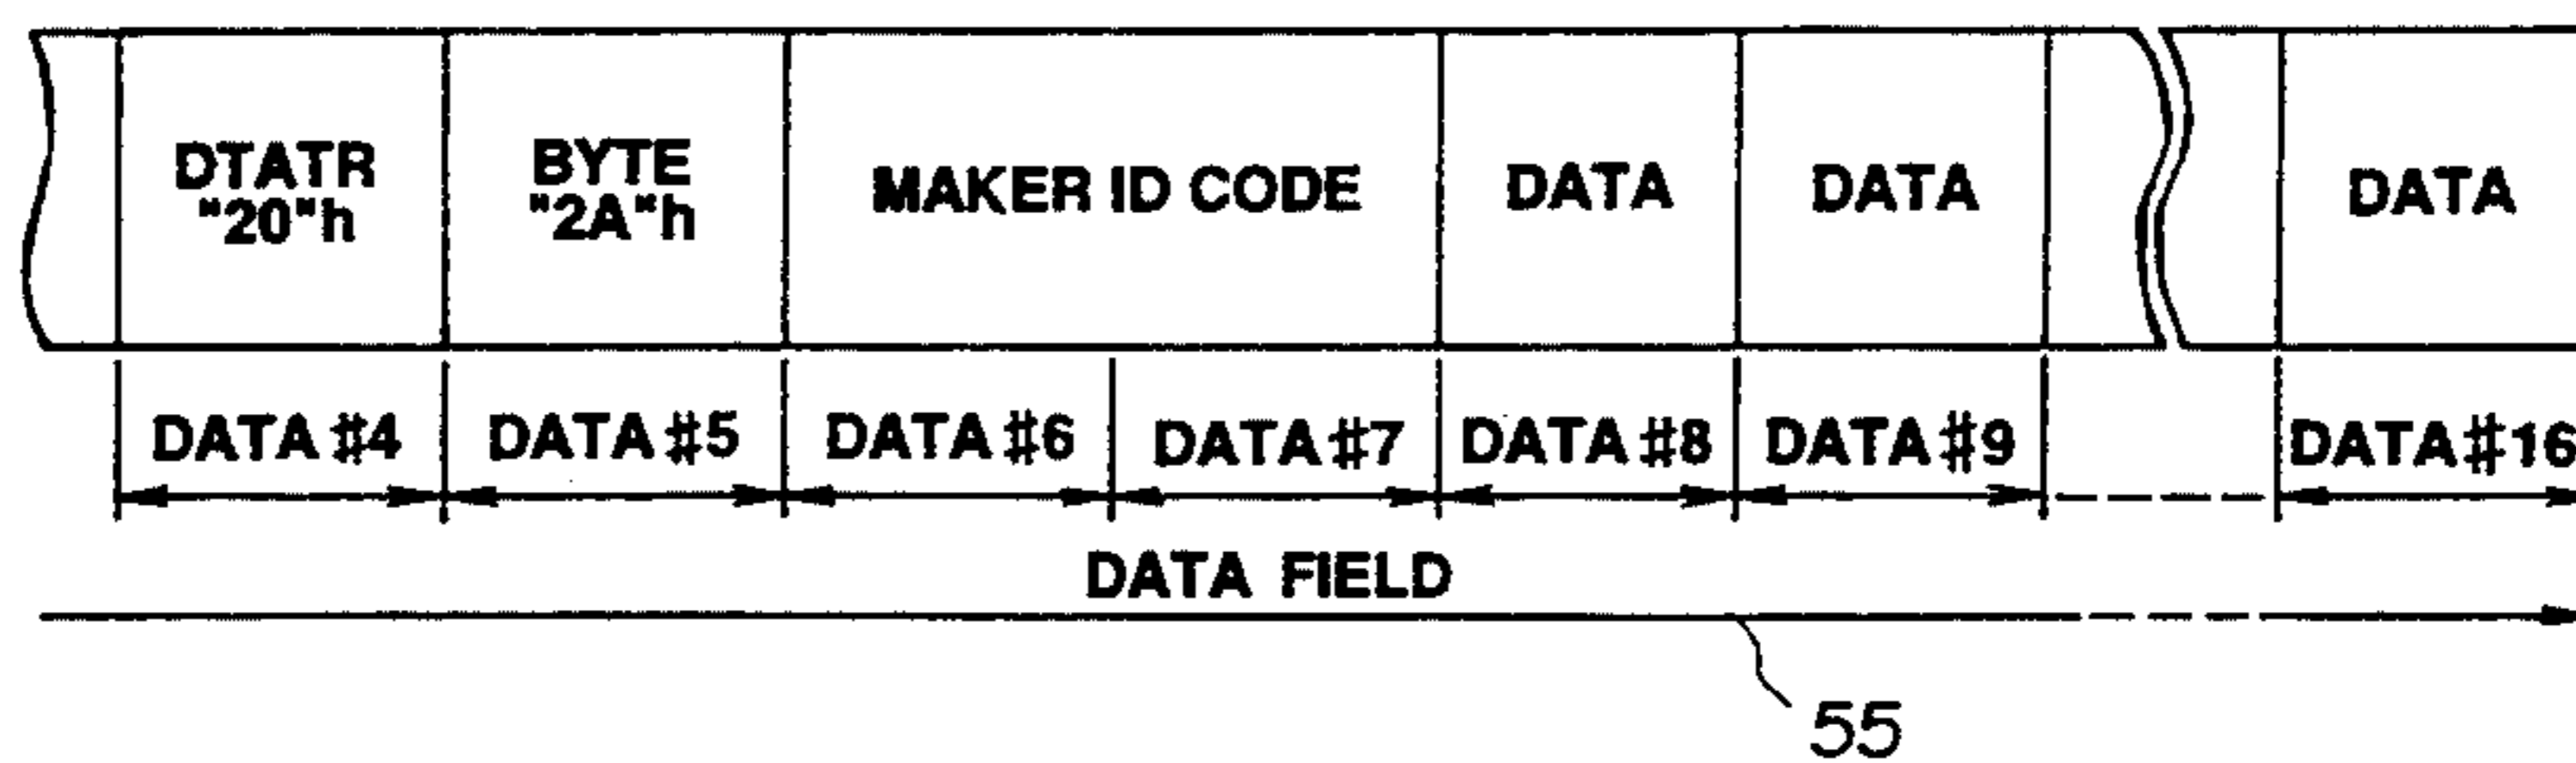 DTATR
"20"h
BYTE
"2A"h
MAKER ID CODE
DATA
DATA
DATA
DATA #4
DATA #5
DATA #6
DATA #7
DATA #8
DATA #9
DATA #16
DATA FIELD
55